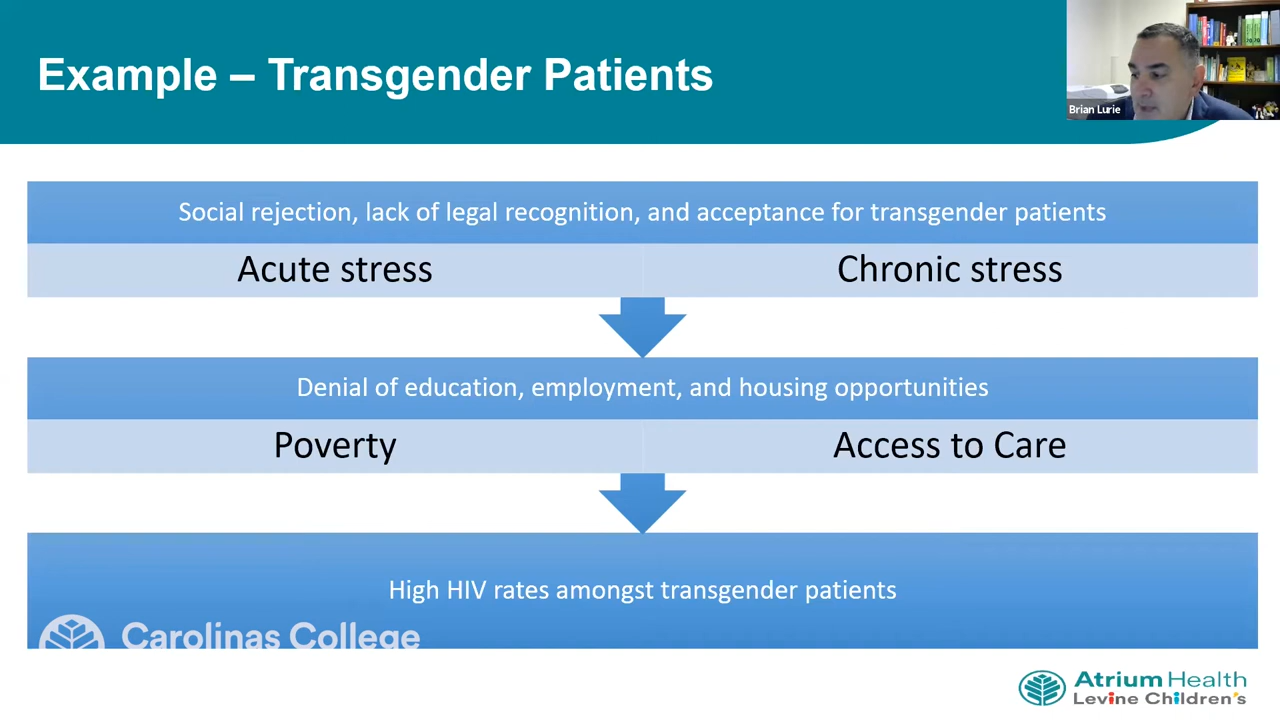 Example – Transgender Patients
Brian Lurie
Social rejection, lack of legal recognition, and acceptance for transgender patients
Acute stress
Chronic stress
Denial of education, employment, and housing opportunities
Poverty
Access to Care
High HIV rates amongst transgender patients
Carolinas College
Atrium Health
Levine Children's